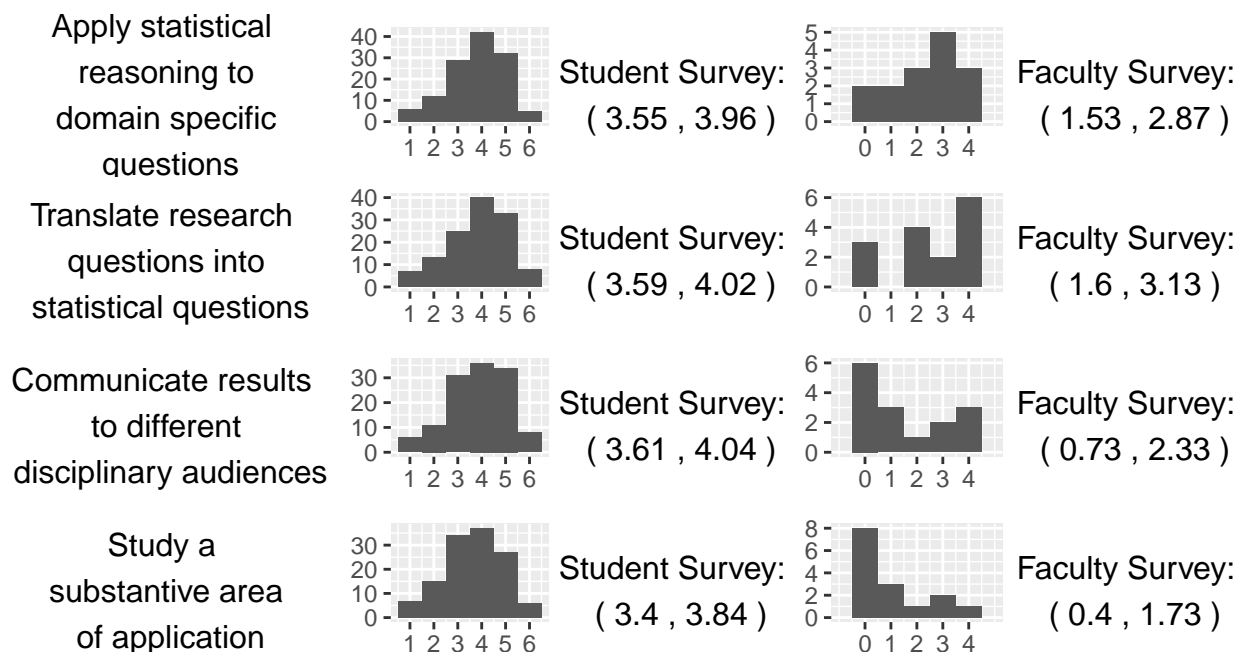 Apply statistical
reasoning to
domain specific
questions
40
30
20
10
0
1 2 3 4 5 6
Student Survey:
( 3.55 , 3.96 )
5
4
3
2
1
0
0 1 2 3 4
Faculty Survey:
( 1.53 , 2.87 )
Translate research
questions into
statistical questions
40
30
20
10
0
1 2 3 4 5 6
Student Survey:
( 3.59 , 4.02 )
6
4
2
0
0 1 2 3 4
Faculty Survey:
( 1.6 , 3.13 )
Communicate results
to different
disciplinary audiences
30
20
10
0
1 2 3 4 5 6
Student Survey:
( 3.61 , 4.04 )
6
4
2
0
0 1 2 3 4
Faculty Survey:
( 0.73 , 2.33 )
Study a
substantive area
of application
30
20
10
0
1 2 3 4 5 6
Student Survey:
( 3.4 , 3.84 )
8
6
4
2
0
0 1 2 3 4
Faculty Survey:
( 0.4 , 1.73 )